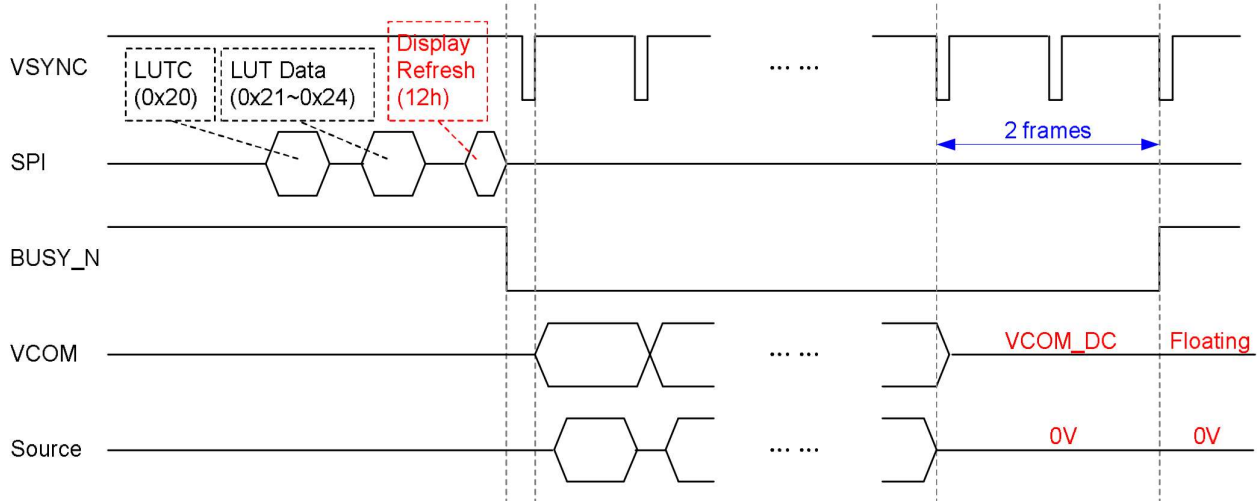 VSYNC
LUTC
(0x20)
LUT Data
(0x21~0x24)
Display
Refresh
(12h)
... ...
2 frames
SPI
BUSY_N
VCOM
... ...
VCOM_DC
Floating
Source
... ...
0V
0V